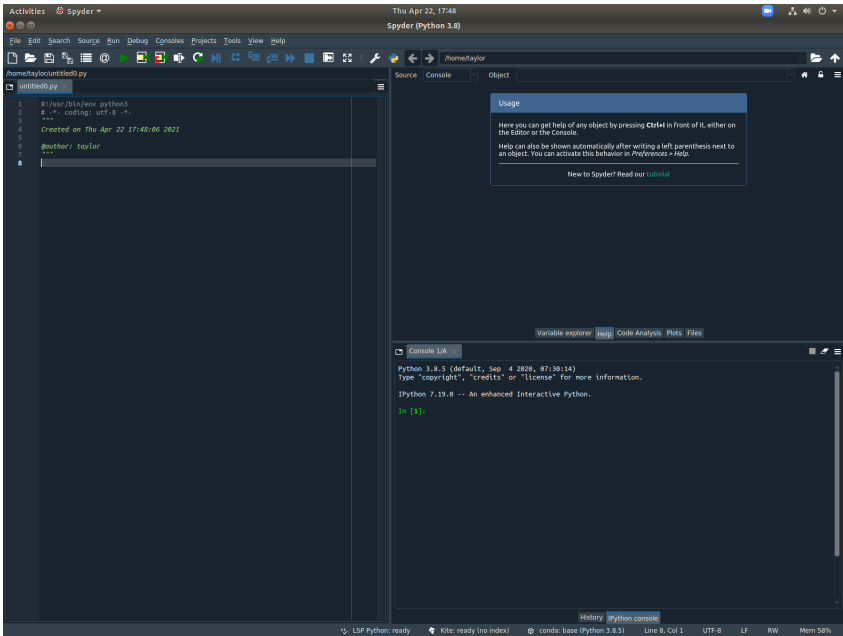 Activities Spyder Thu Apr 22, 17:48
Spyder (Python 3.8)
File Edit Search Source Run Debug Consoles Projects Tools View Help
/home/taylor
/home/taylor/untitled0.py
untitled0.py
1 #!/usr/bin/env python3
2 # -*- coding: utf-8 -*-
3 """
4 Created on Thu Apr 22 17:48:06 2021
5
6 @author: taylor
7 """
8
Source Console Object
Usage
Here you can get help of any object by pressing Ctrl+I in front of it, either on
the Editor or the Console.
Help can also be shown automatically after writing a left parenthesis next to
an object. You can activate this behavior in Preferences > Help.
New to Spyder? Read our tutorial
Variable explorer Help Code Analysis Plots Files
Console 1/A
Python 3.8.5 (default, Sep 4 2020, 07:30:14)
Type "copyright", "credits" or "license" for more information.
IPython 7.19.0 -- An enhanced Interactive Python.
In [1]:
History IPython console
LSP Python: ready Kite: ready (no index) conda: base (Python 3.8.5) Line 8, Col 1 UTF-8 LF RW Mem 58%